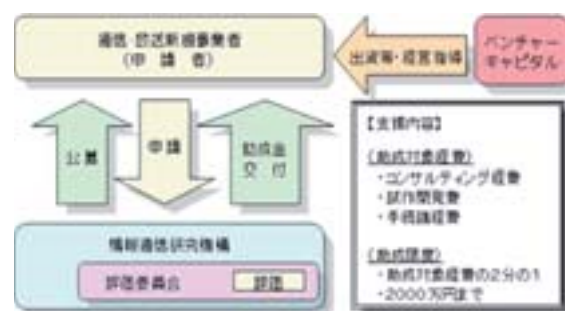 通信・放送新規事業者
(申 請 者)
出資等・経営指導
ベンチャー
キャピタル
公募
申請
助成金
交 付
【支援内容】
(助成対象経費)
・コンサルティング経費
・試作開発費
・手続諸経費
(助成限度)
・助成対象経費の2分の1
・2000万円まで
情報通信研究機構
評価委員会
評価